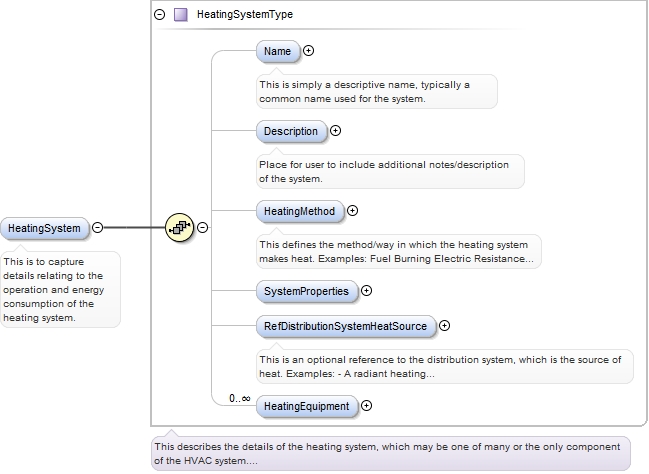 HeatingSystemType
Name
This is simply a descriptive name, typically a
common name used for the system.
Description
Place for user to include additional notes/description
of the system.
HeatingMethod
This defines the method/way in which the heating system
makes heat. Examples: Fuel Burning Electric Resistance...
HeatingSystem
This is to capture
details relating to the
operation and energy
consumption of the
heating system.
SystemProperties
RefDistributionSystemHeatSource
This is an optional reference to the distribution system, which is the source of
heat. Examples: - A radiant heating...
0..∞
HeatingEquipment
This describes the details of the heating system, which may be one of many or the only component
of the HVAC system....